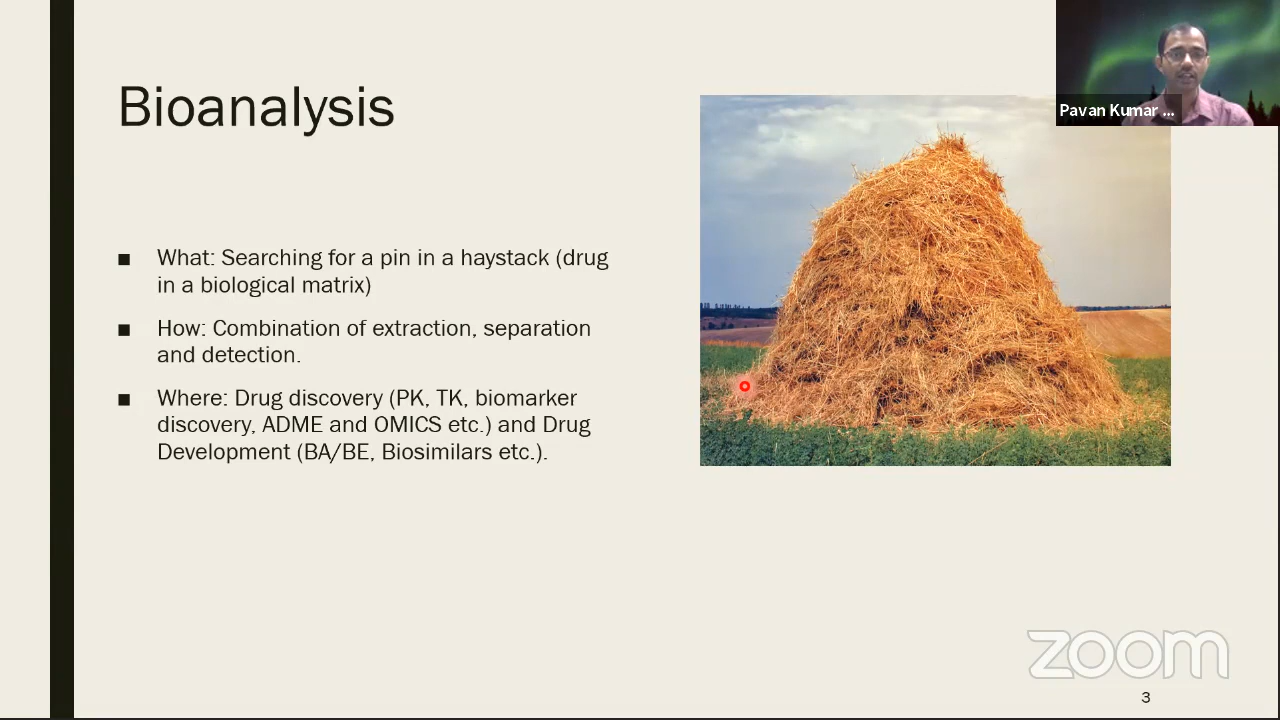 Bioanalysis
Pavan Kumar ...
■ What: Searching for a pin in a haystack (drug
in a biological matrix)
■ How: Combination of extraction, separation
and detection.
■ Where: Drug discovery (PK, TK, biomarker
discovery, ADME and OMICS etc.) and Drug
Development (BA/BE, Biosimilars etc.).
zoom
3